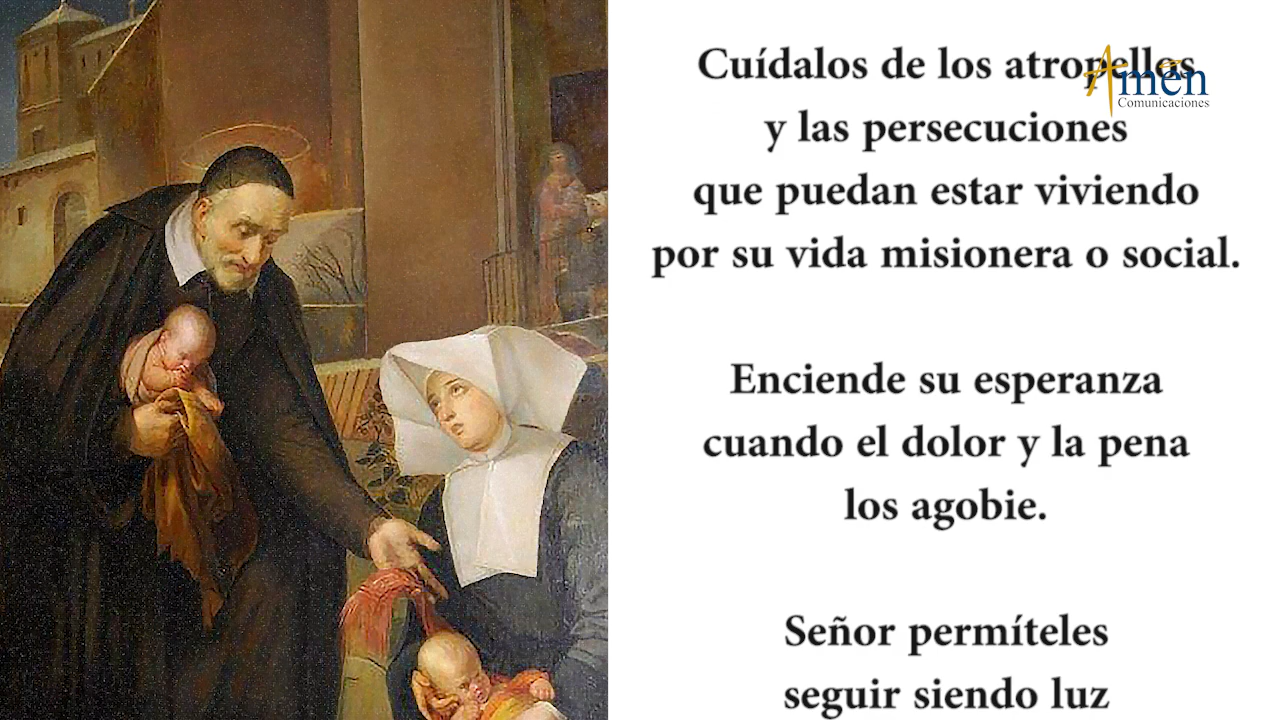 Cuídalos de los atropellos
Amén
Comunicaciones
y las persecuciones
que puedan estar viviendo
por su vida misionera o social.
Enciende su esperanza
cuando el dolor y la pena
los agobie.
Señor permíteles
seguir siendo luz